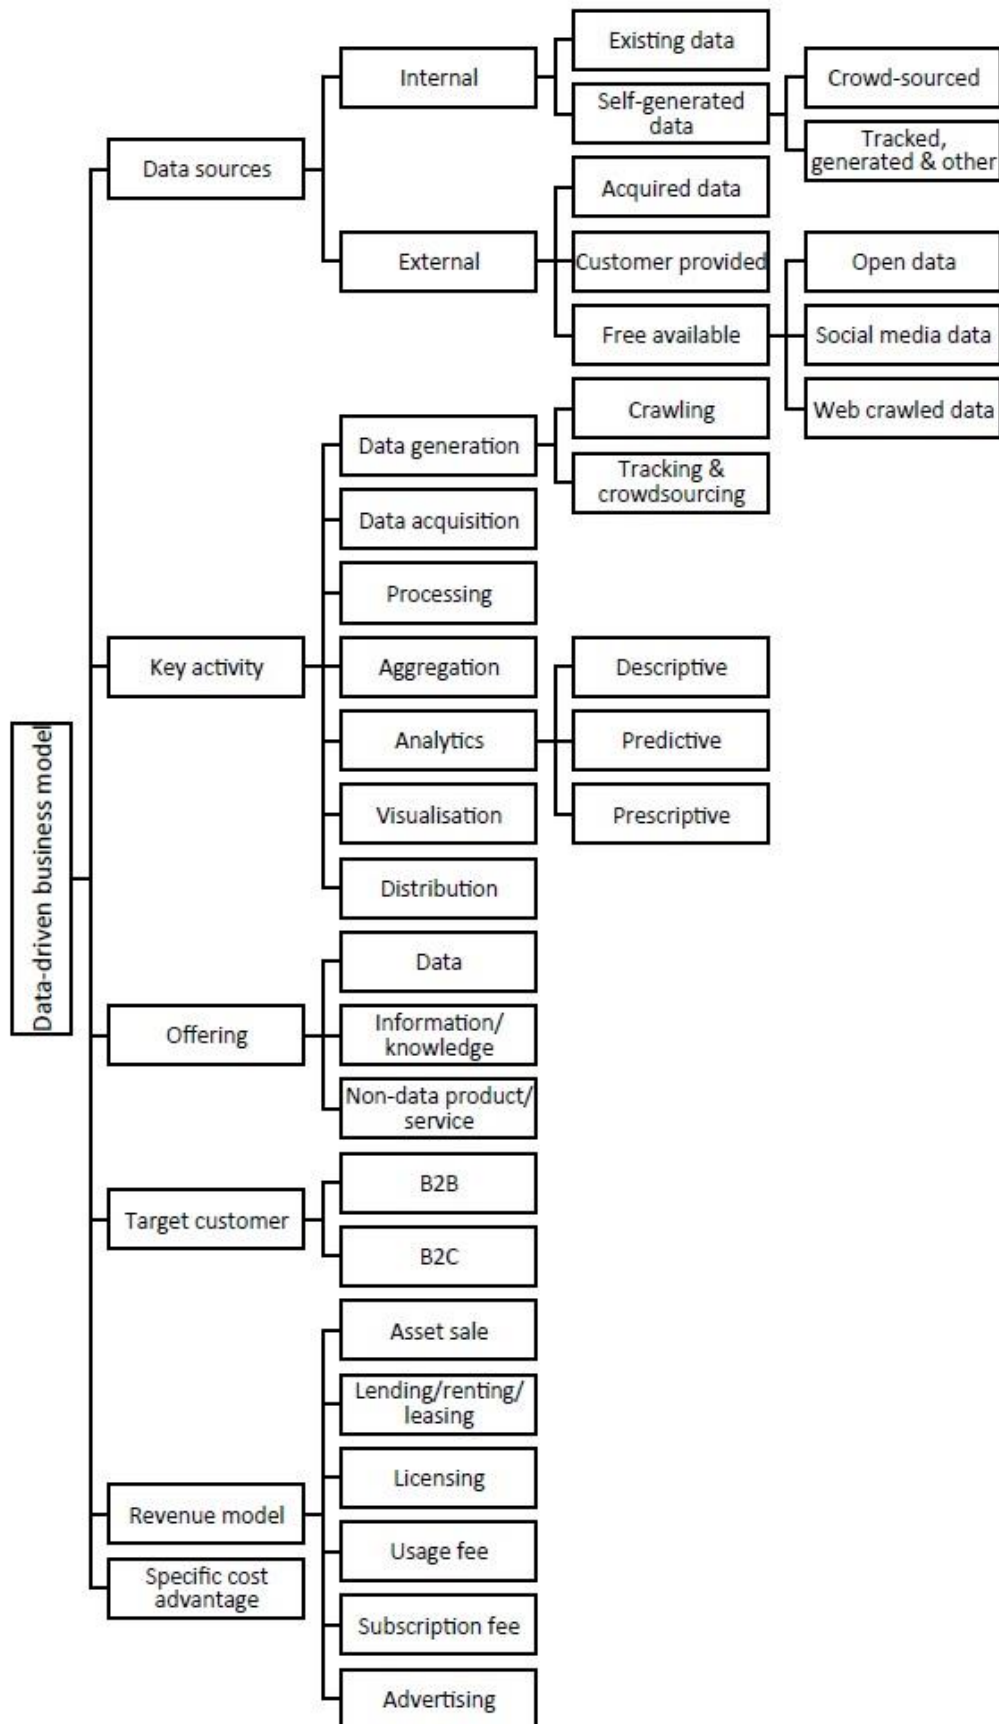 Data-driven business model
Data sources
Internal
Existing data
Self-generated
data
Crowd-sourced
Tracked,
generated & other
External
Acquired data
Customer provided
Free available
Open data
Social media data
Web crawled data
Key activity
Data generation
Crawling
Tracking &
crowdsourcing
Data acquisition
Processing
Aggregation
Analytics
Descriptive
Predictive
Prescriptive
Visualisation
Distribution
Offering
Data
Information/
knowledge
Non-data product/
service
Target customer
B2B
B2C
Revenue model
Asset sale
Lending/renting/
leasing
Licensing
Usage fee
Subscription fee
Advertising
Specific cost
advantage